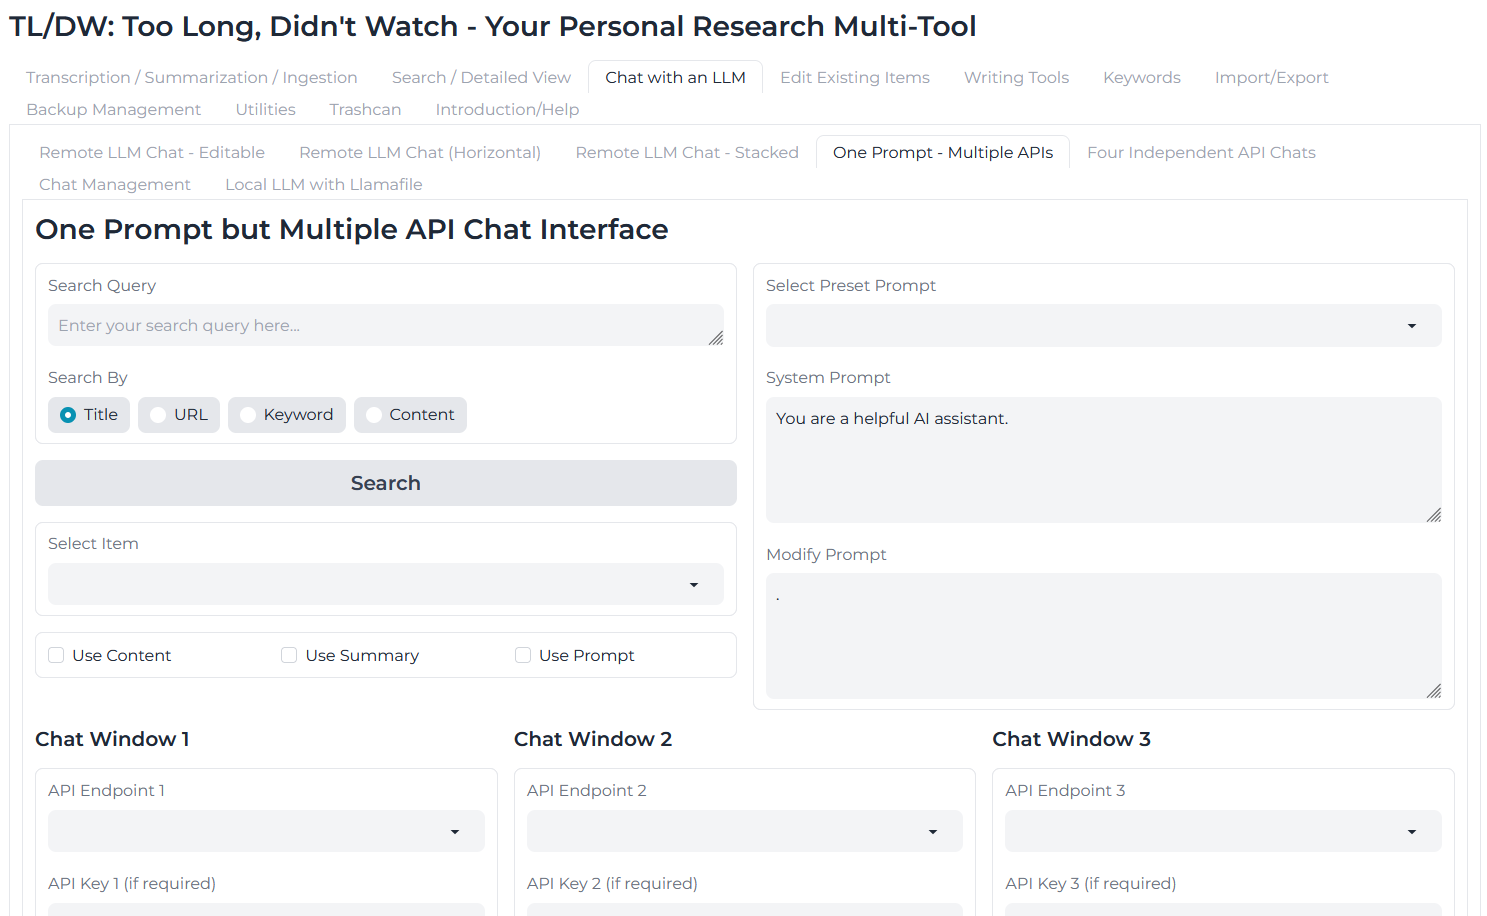 TL/DW: Too Long, Didn't Watch - Your Personal Research Multi-Tool
Transcription / Summarization / Ingestion Search / Detailed View Chat with an LLM Edit Existing Items Writing Tools Keywords Import/Export
Backup Management Utilities Trashcan Introduction/Help
Remote LLM Chat - Editable Remote LLM Chat (Horizontal) Remote LLM Chat - Stacked One Prompt - Multiple APIs Four Independent API Chats
Chat Management Local LLM with Llamafile
One Prompt but Multiple API Chat Interface
Search Query
Enter your search query here...
Search By
Title URL Keyword Content
Search
Select Item
Use Content Use Summary Use Prompt
Select Preset Prompt
System Prompt
You are a helpful AI assistant.
Modify Prompt
.
Chat Window 1 Chat Window 2 Chat Window 3
API Endpoint 1 API Endpoint 2 API Endpoint 3
API Key 1 (if required) API Key 2 (if required) API Key 3 (if required)